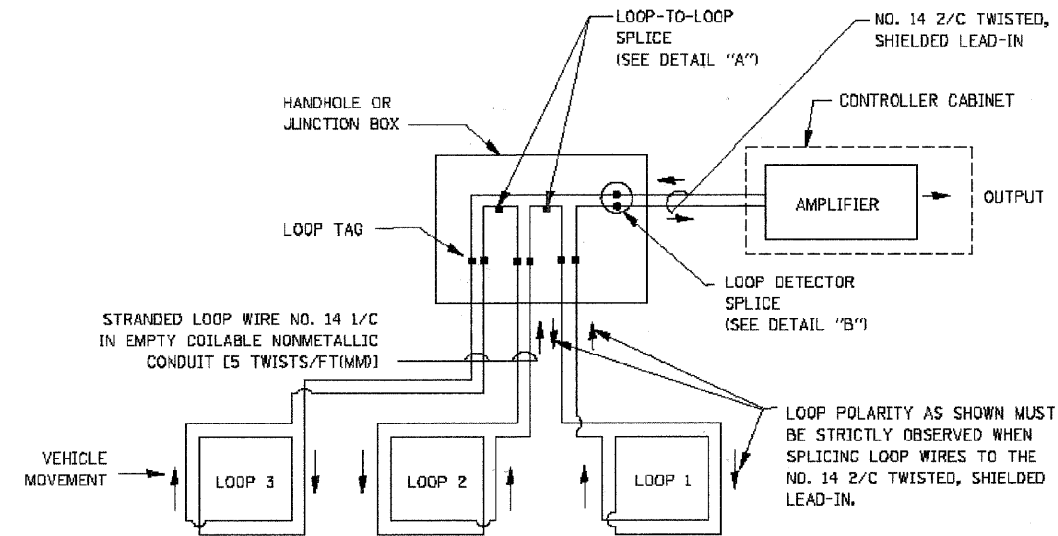 LOOP-TO-LOOP
SPLICE
(SEE DETAIL "A")
NO. 14 2/C TWISTED,
SHIELDED LEAD-IN
HANDHOLE OR
JUNCTION BOX
CONTROLLER CABINET
AMPLIFIER
OUTPUT
LOOP TAG
LOOP DETECTOR
SPLICE
(SEE DETAIL "B")
STRANDED LOOP WIRE NO. 14 1/C
IN EMPTY COILABLE NONMETALLIC
CONDUIT [5 TWISTS/FT(MM)]
LOOP POLARITY AS SHOWN MUST
BE STRICTLY OBSERVED WHEN
SPLICING LOOP WIRES TO THE
NO. 14 2/C TWISTED, SHIELDED
LEAD-IN.
VEHICLE
MOVEMENT
LOOP 3
LOOP 2
LOOP 1